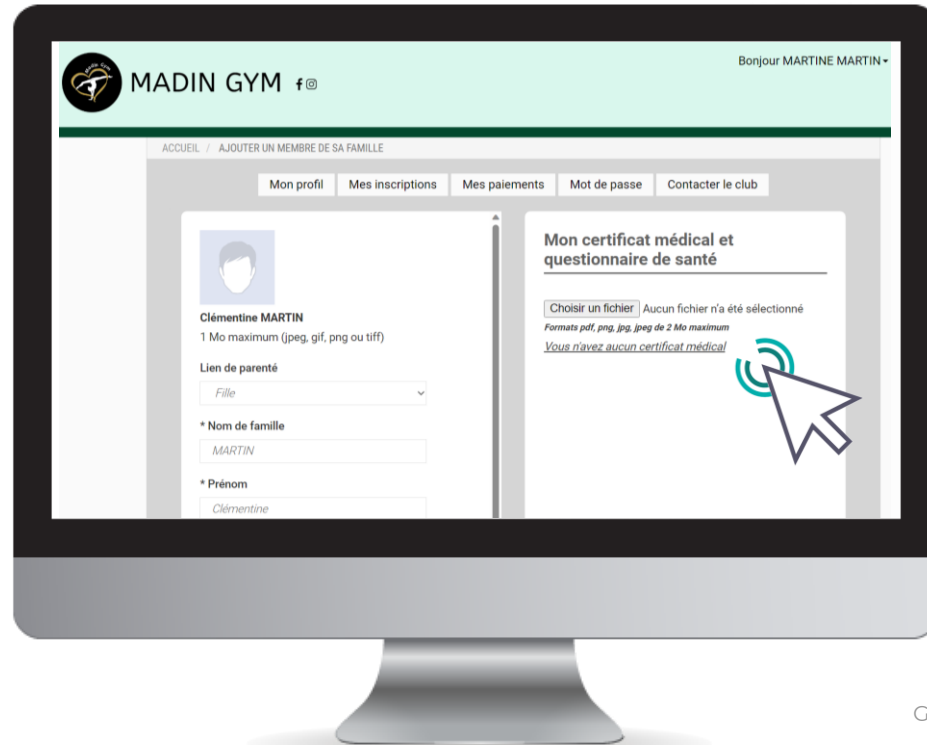 MADIN GYM
Bonjour MARTINE MARTIN
ACCUEIL / AJOUTER UN MEMBRE DE SA FAMILLE
Mon profil Mes inscriptions Mes paiements Mot de passe Contacter le club
Clémentine MARTIN
1 Mo maximum (jpeg, gif, png ou tiff)
Lien de parenté
Fille
* Nom de famille
MARTIN
* Prénom
Clémentine
Mon certificat médical et
questionnaire de santé
Choisir un fichier Aucun fichier n'a été sélectionné
Formats pdf, png, jpg, jpeg de 2 Mo maximum
Vous n'avez aucun certificat médical
G